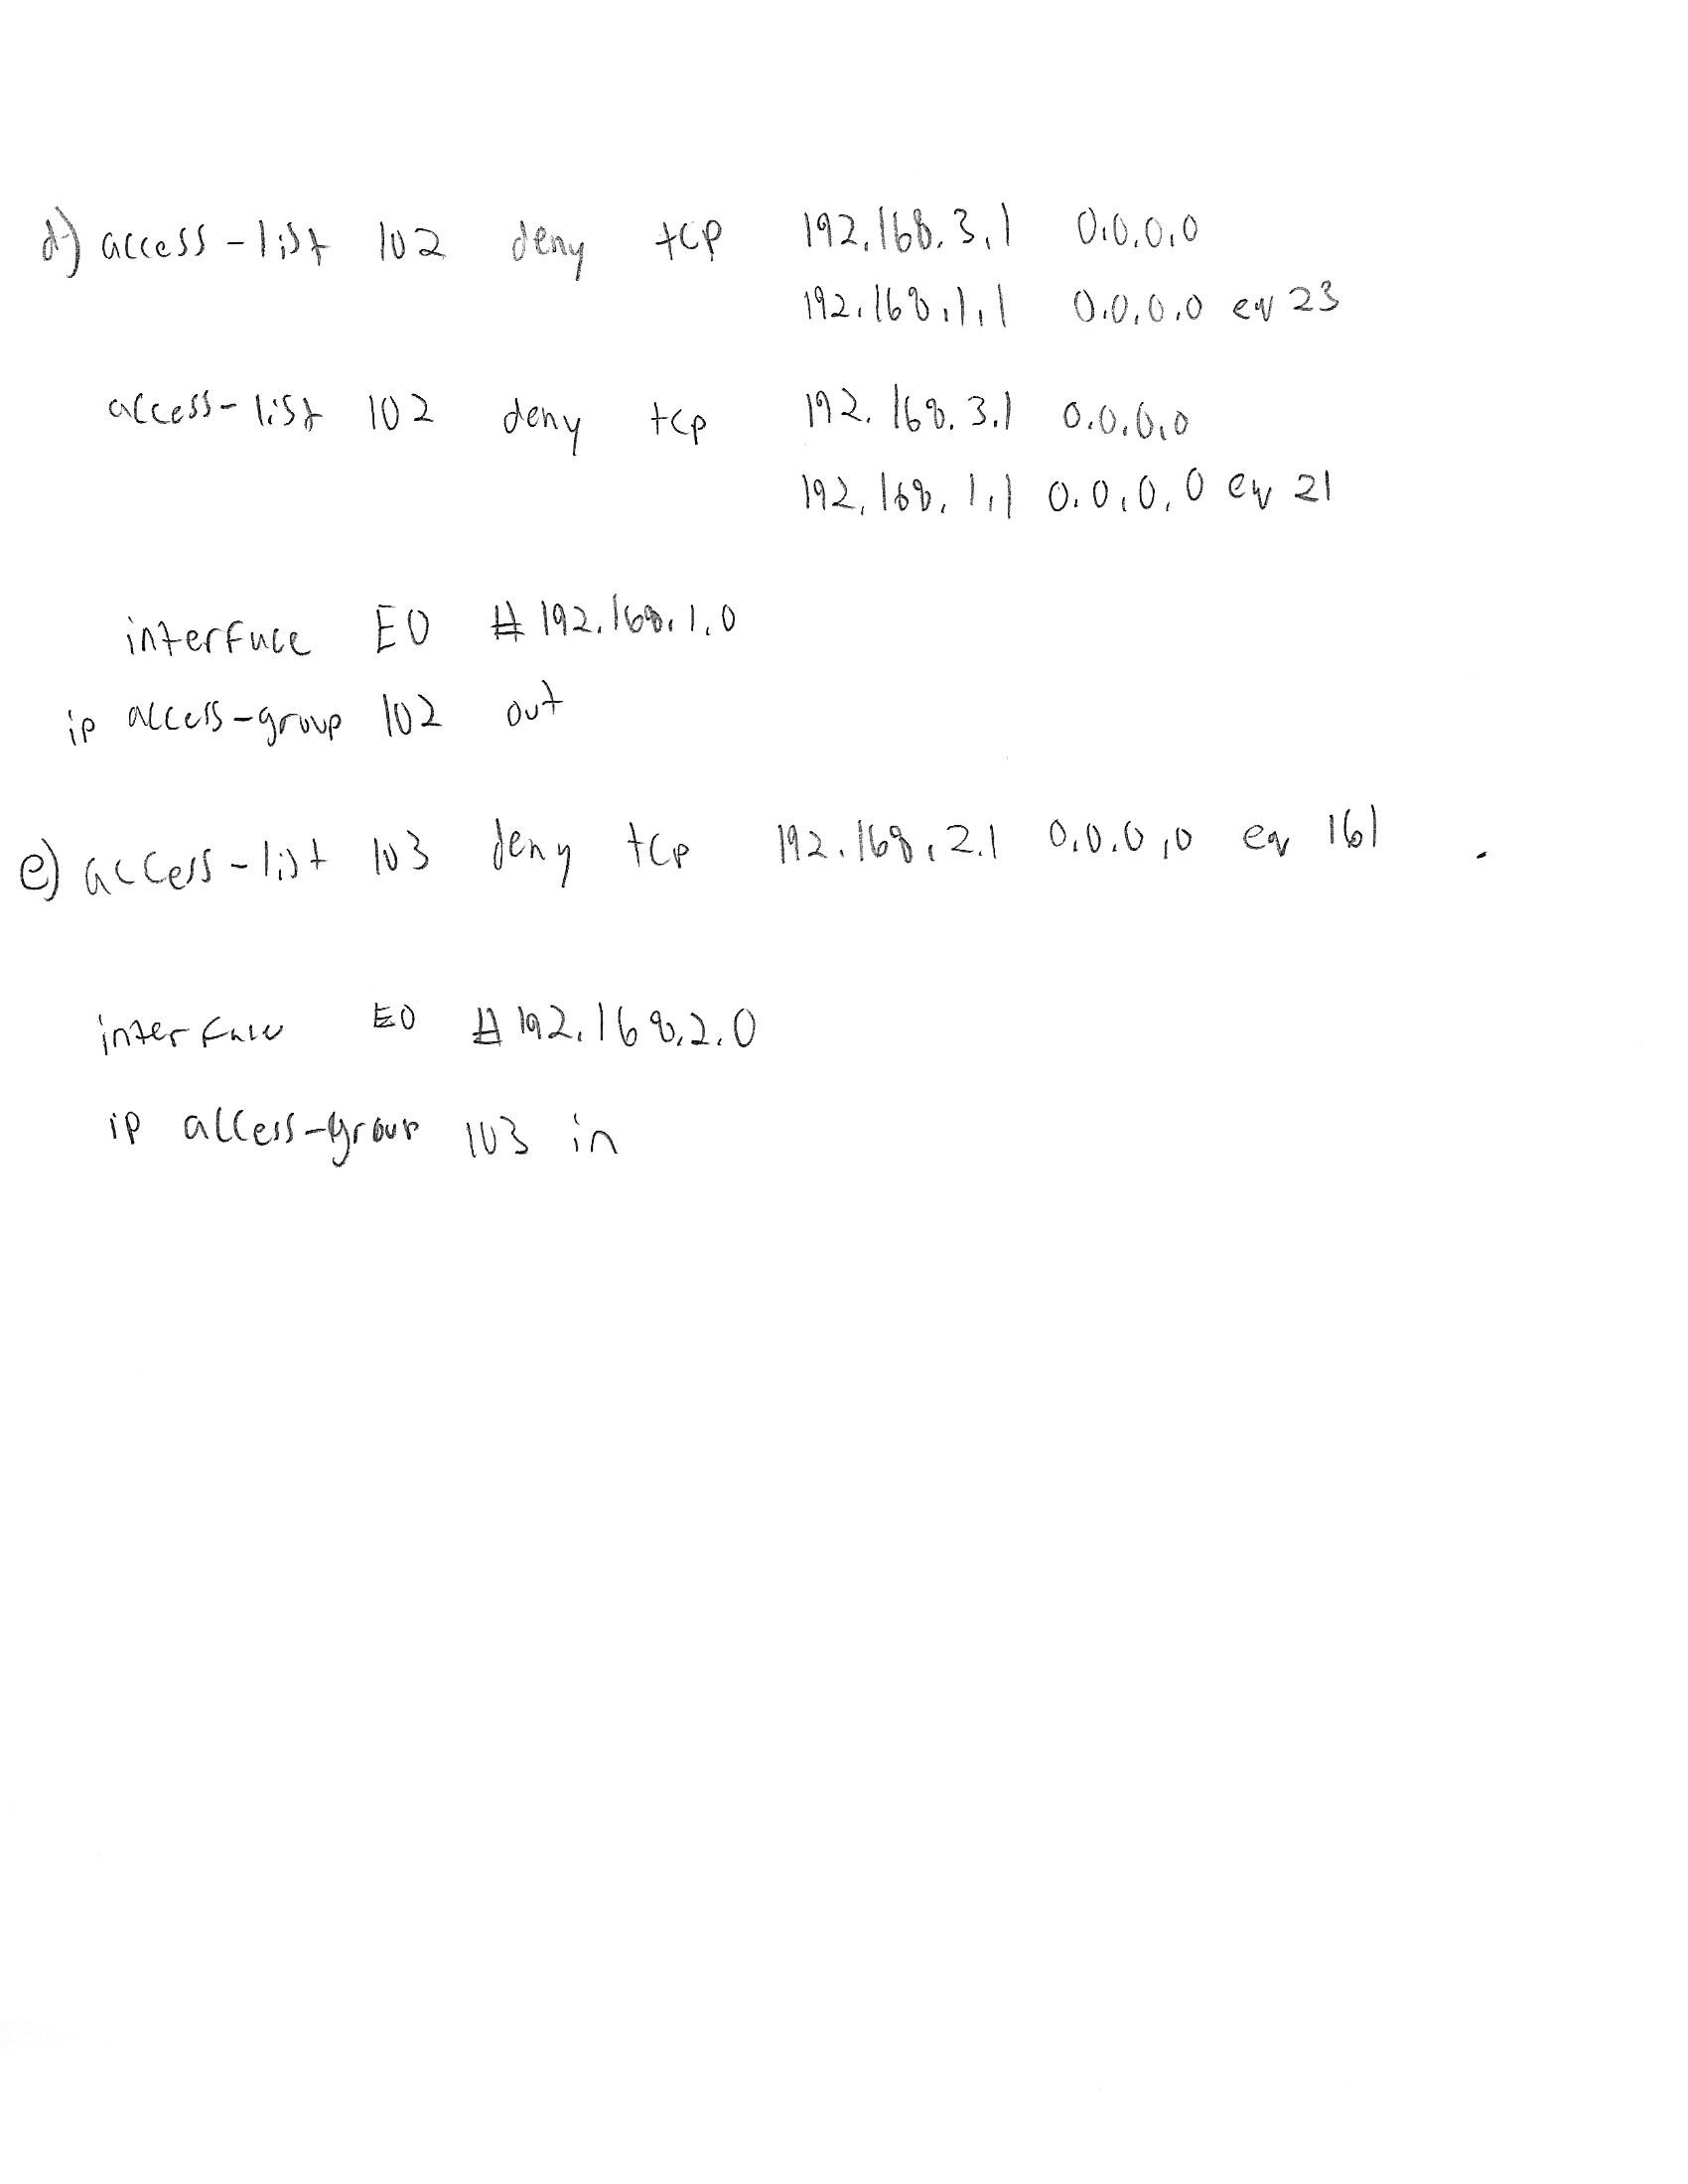 d) access-list 102 deny tcp 192.168.3.1 0.0.0.0
192.168.1.1 0.0.0.0 eq 23
access-list 102 deny tcp 192.168.3.1 0.0.0.0
192.168.1.1 0.0.0.0 eq 21
interface E0 # 192.168.1.0
ip access-group 102 out
e) access-list 103 deny tcp 192.168.2.1 0.0.0.0 eq 161
interface E0 # 192.168.2.0
ip access-group 103 in